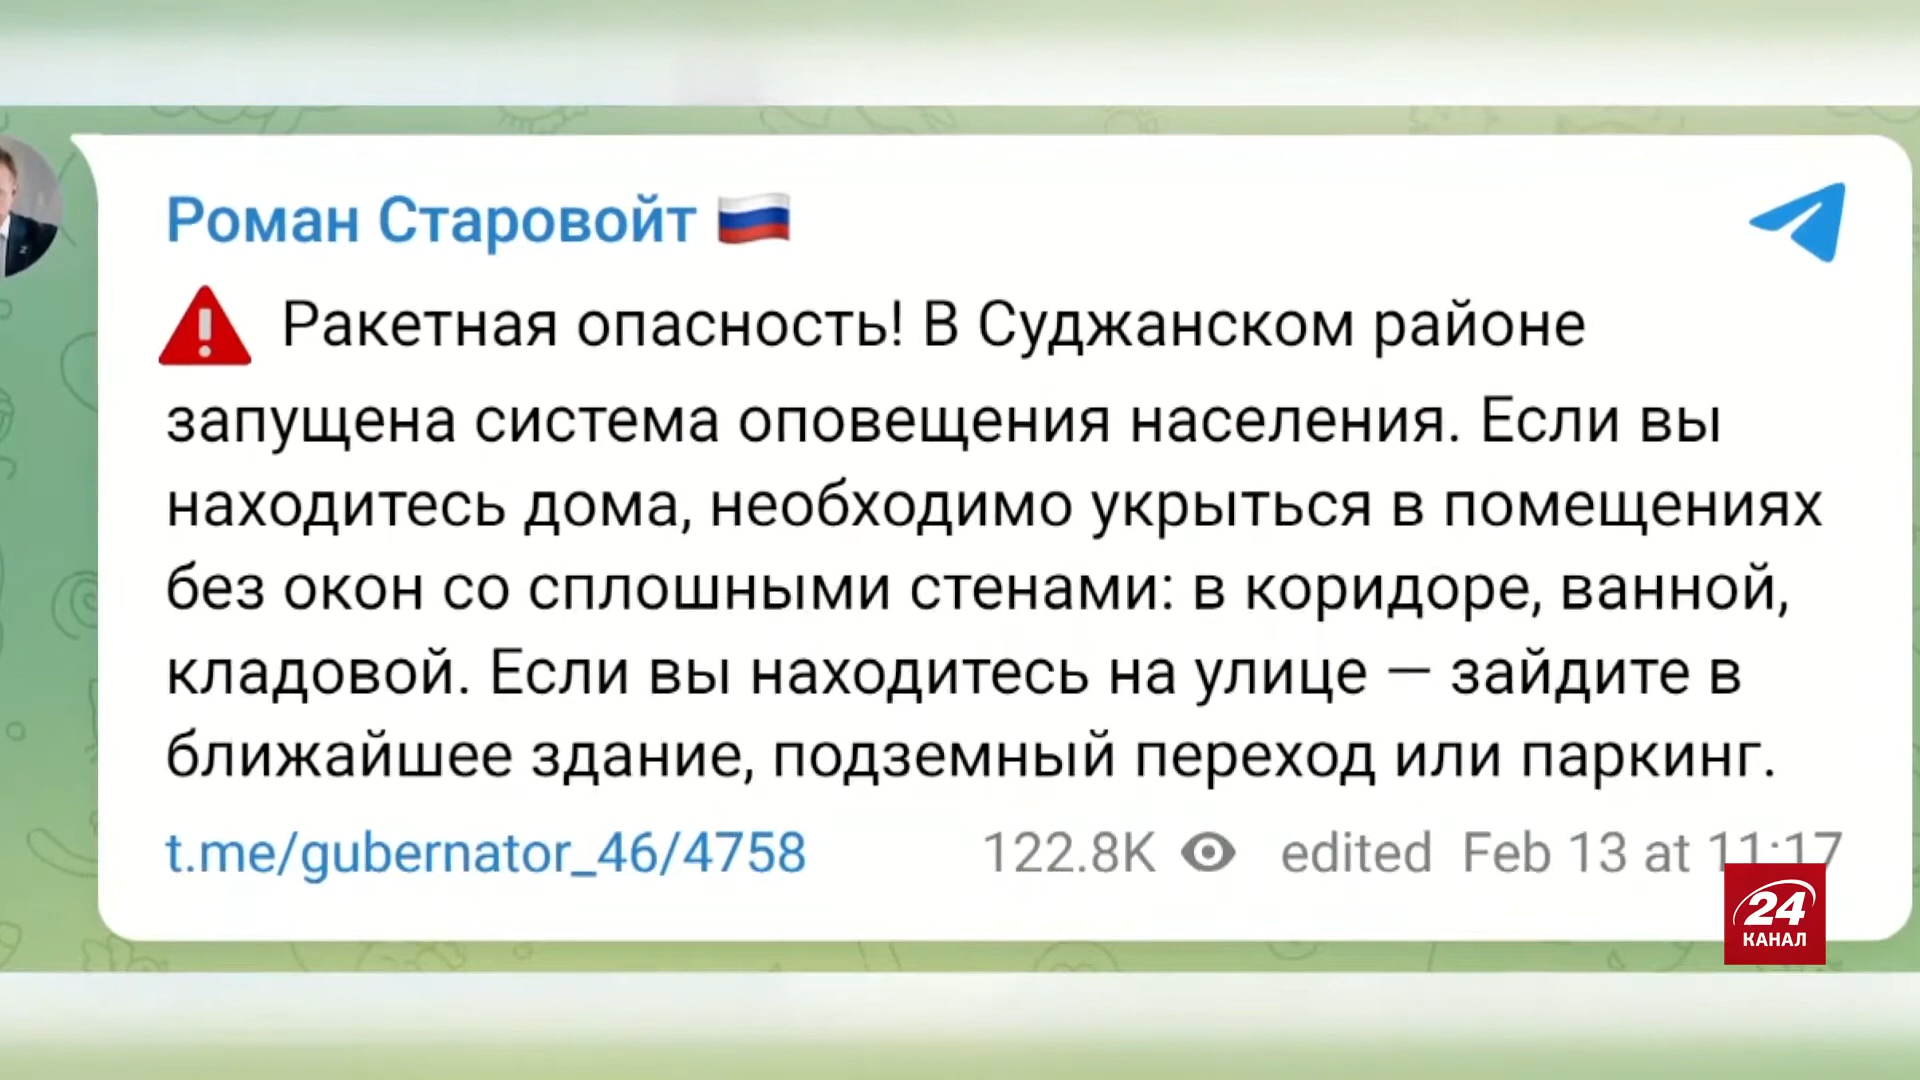 Роман Старовойт
Ракетная опасность! В Суджанском районе
запущена система оповещения населения. Если вы
находитесь дома, необходимо укрыться в помещениях
без окон со сплошными стенами: в коридоре, ванной,
кладовой. Если вы находитесь на улице — зайдите в
ближайшее здание, подземный переход или паркинг.
t.me/gubernator_46/4758 122.8K edited Feb 13 at 11:17
24
КАНАЛ